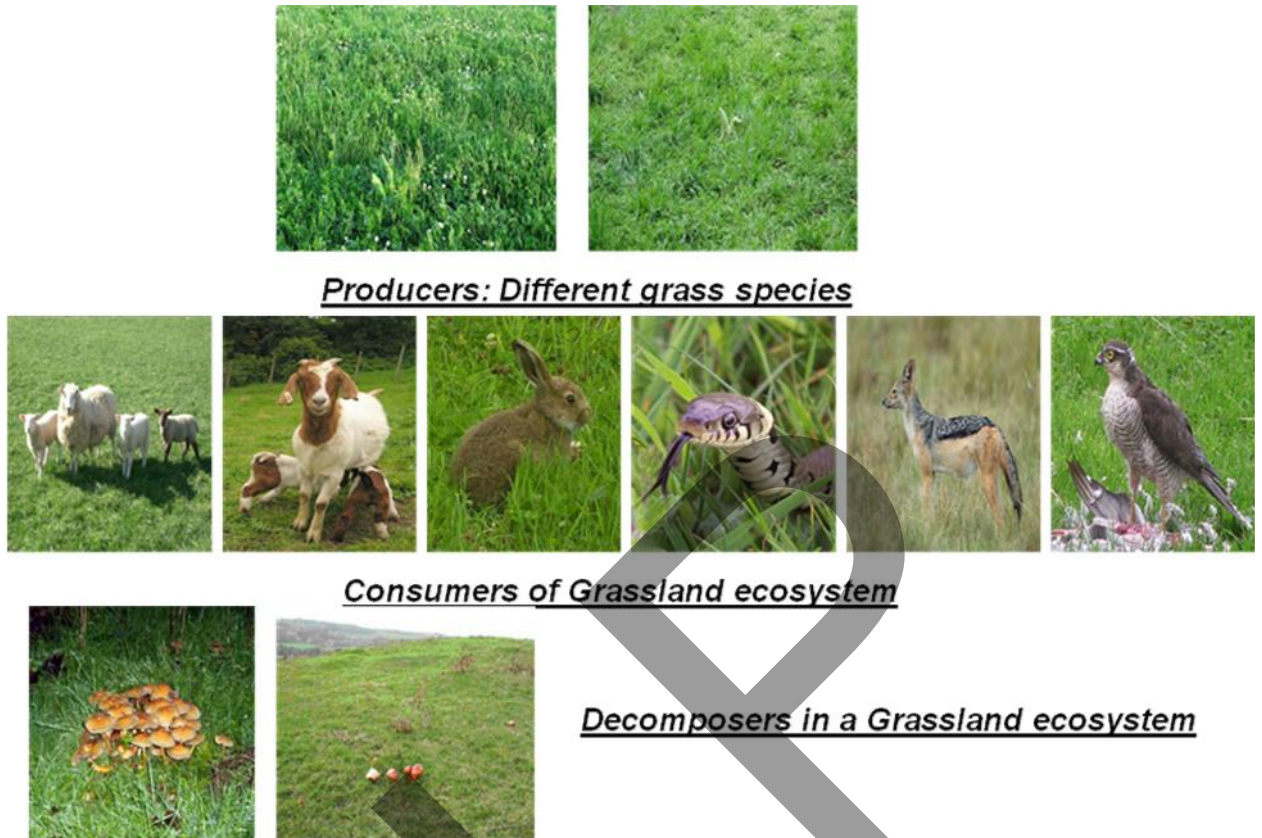 Producers: Different grass species
Consumers of Grassland ecosystem
Decomposers in a Grassland ecosystem